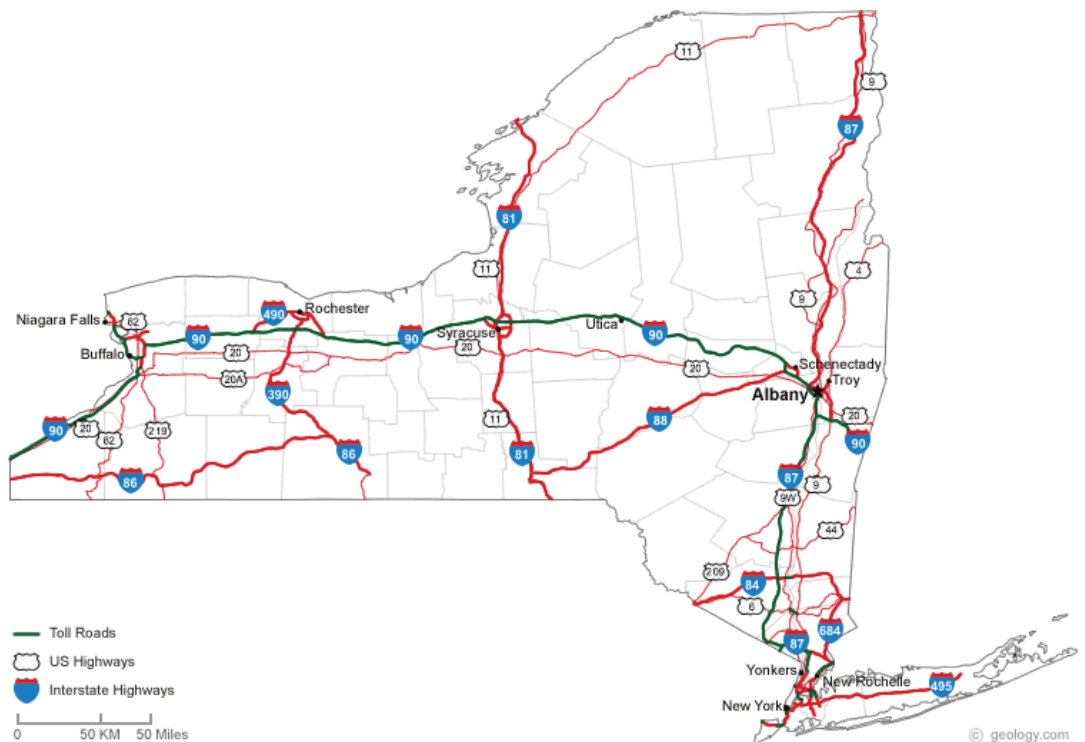 11
9
87
81
11
4
9
490
Rochester
Niagara Falls
62
90
Syracuse
Utica
90
90
Buffalo
20
20
20
Schenectady
20A
Troy
390
Albany
88
11
20
90
20
62
219
90
86
81
86
87
9
9W
44
209
84
6
684
87
Toll Roads
US Highways
Yonkers
New Rochelle
495
Interstate Highways
New York
0 50 KM 50 Miles
© geology.com